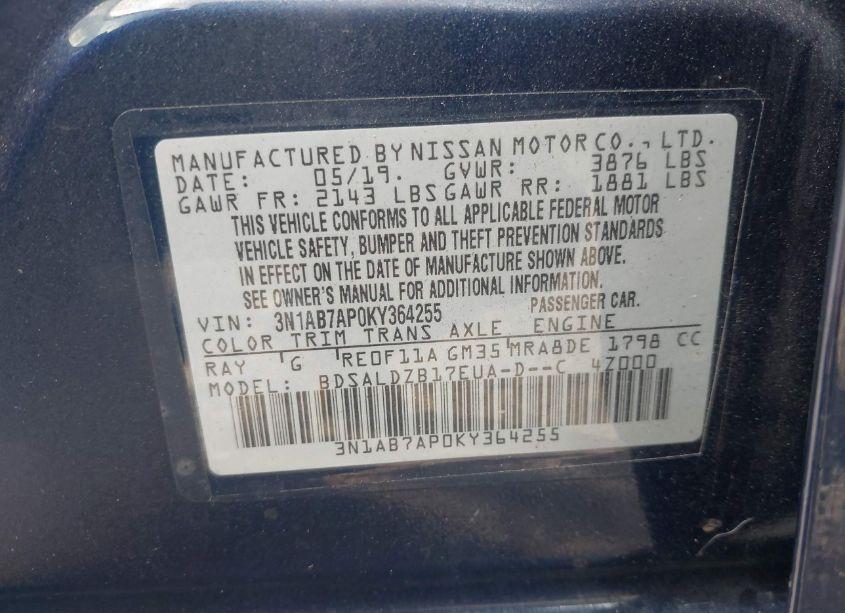 MANUFACTURED BY NISSAN MOTOR CO., LTD.
DATE: 05/19. GVWR: 3876 LBS
GAWR FR: 2143 LBS GAWR RR: 1881 LBS
THIS VEHICLE CONFORMS TO ALL APPLICABLE FEDERAL MOTOR
VEHICLE SAFETY, BUMPER AND THEFT PREVENTION STANDARDS
IN EFFECT ON THE DATE OF MANUFACTURE SHOWN ABOVE.
SEE OWNER'S MANUAL FOR ADDITIONAL INFORMATION.
VIN: 3N1AB7AP0KY364255 PASSENGER CAR.
COLOR TRIM TRANS AXLE ENGINE
RAY G RE0F11A GM35 MRA8DE 1798 CC
MODEL: BDSALDZB17EUA-D--C 4Z000
3N1AB7AP0KY364255